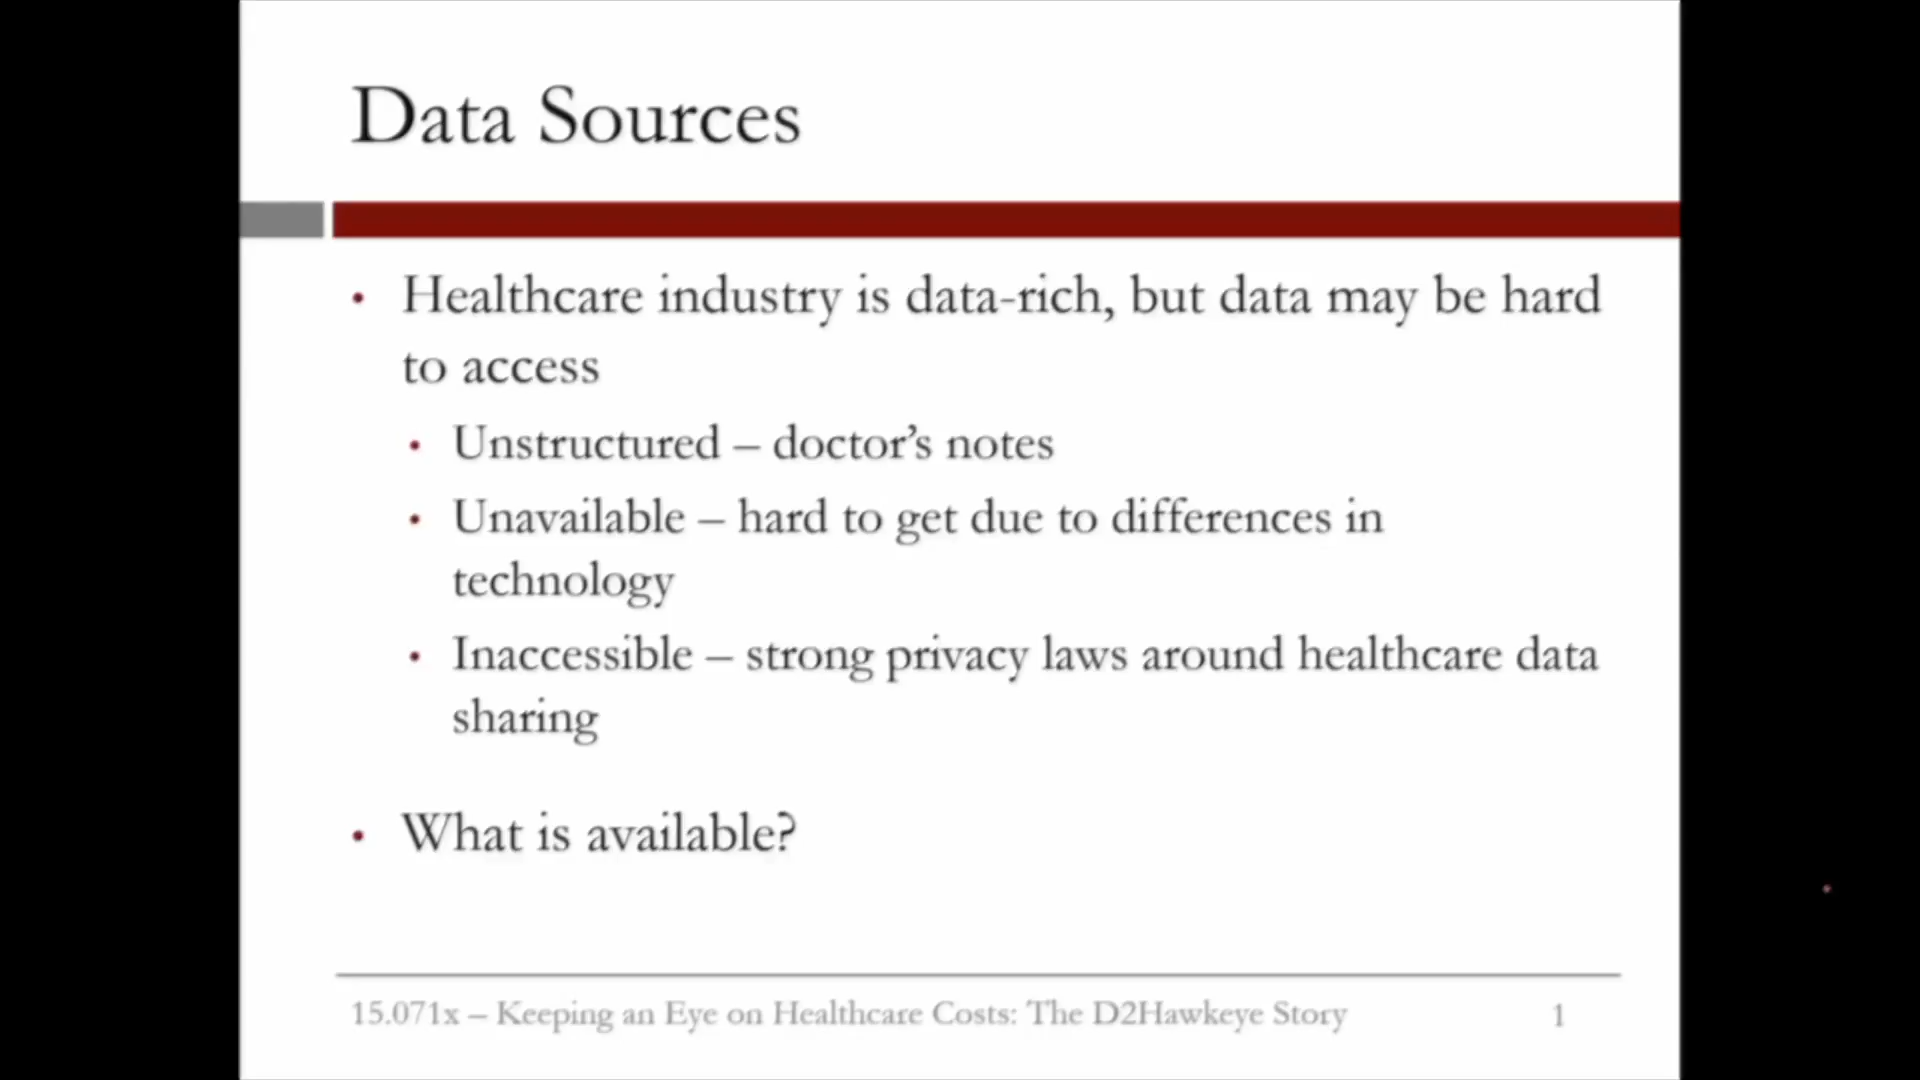 Data Sources
• Healthcare industry is data-rich, but data may be hard
to access
• Unstructured – doctor’s notes
• Unavailable – hard to get due to differences in
technology
• Inaccessible – strong privacy laws around healthcare data
sharing
• What is available?
15.071x – Keeping an Eye on Healthcare Costs: The D2Hawkeye Story 1